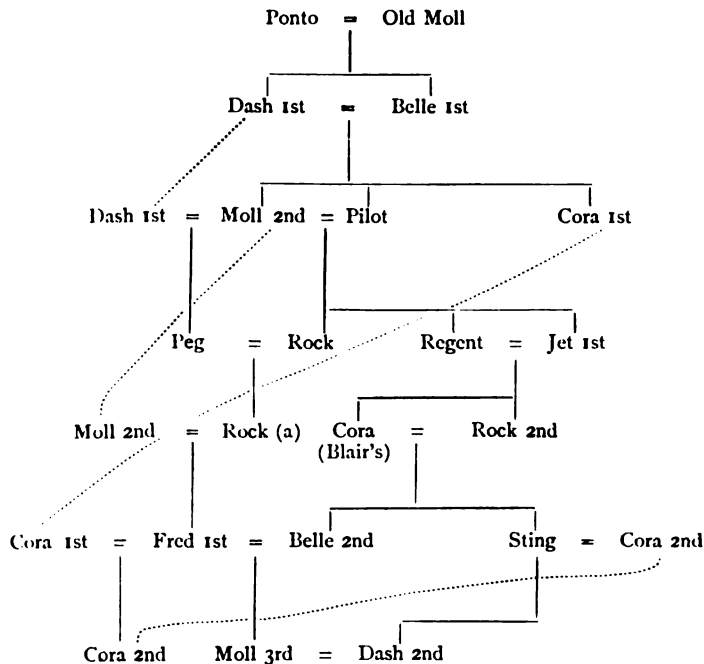 Ponto = Old Moll
Dash 1st = Belle 1st
Dash 1st = Moll 2nd = Pilot Cora 1st
Peg = Rock Regent = Jet 1st
Moll 2nd = Rock (a) Cora = Rock 2nd
(Blair's)
Cora 1st = Fred 1st = Belle 2nd Sting = Cora 2nd
Cora 2nd Moll 3rd = Dash 2nd